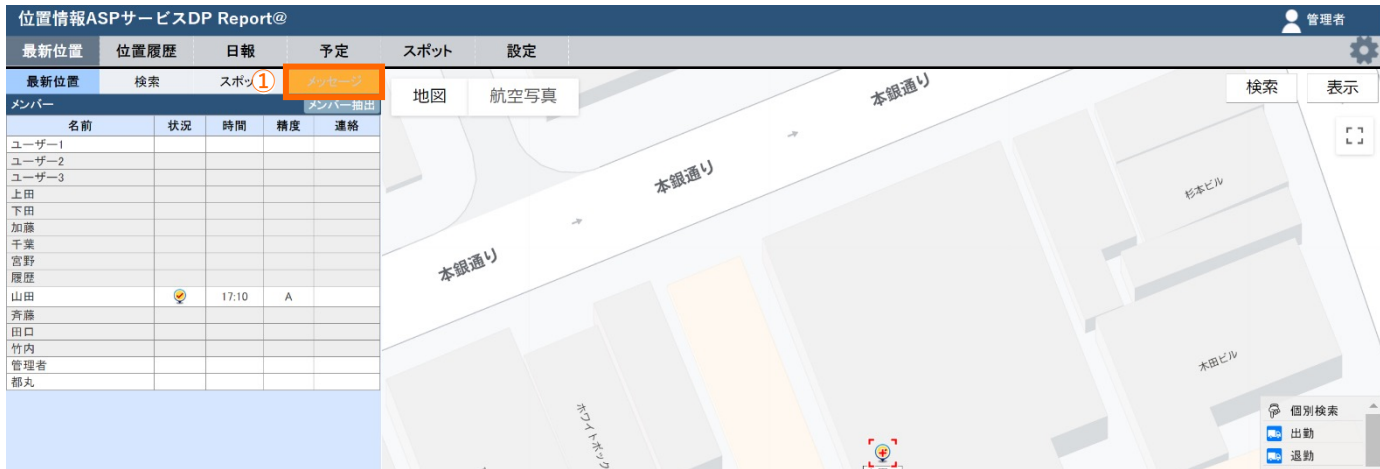 位置情報ASPサービスDP Report@
管理者
最新位置 位置履歴 日報 予定 スポット 設定
最新位置 検索 スポッ ① メッセージ
メンバー メンバー抽出
名前 状況 時間 精度 連絡
ユーザー1
ユーザー2
ユーザー3
上田
下田
加藤
千葉
宮野
履歴
山田 17:10 A
斉藤
田口
竹内
管理者
都丸
地図 航空写真
検索 表示
本銀通り
本銀通り
本銀通り
杉本ビル
木田ビル
ホワイトボック
個別検索
出勤
退勤